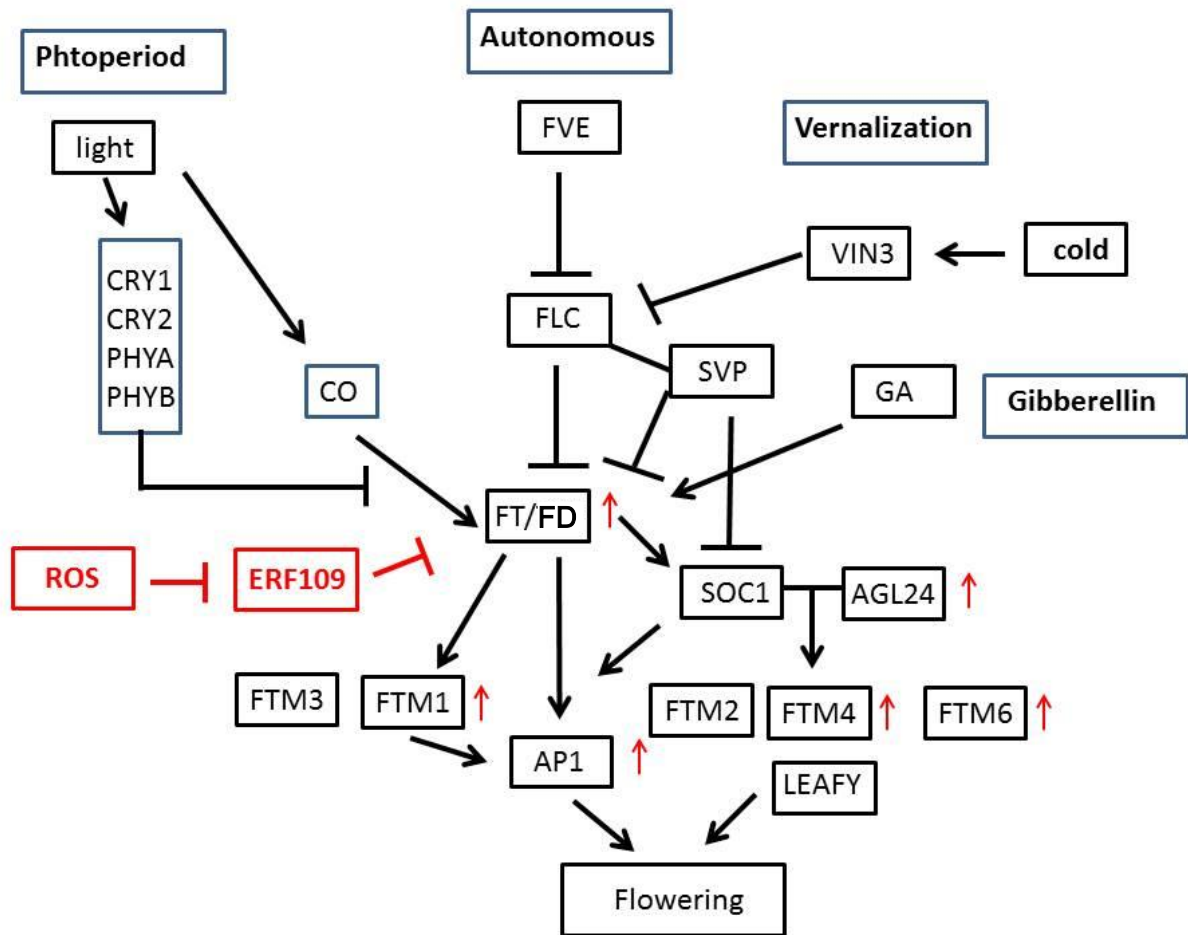 Phtoperiod
Autonomous
light
FVE
Vernalization
CRY1
CRY2
PHYA
PHYB
VIN3
cold
FLC
CO
SVP
GA
Gibberellin
FT/FD
ROS
ERF109
SOC1
AGL24
FTM3
FTM1
FTM2
FTM4
FTM6
AP1
LEAFY
Flowering